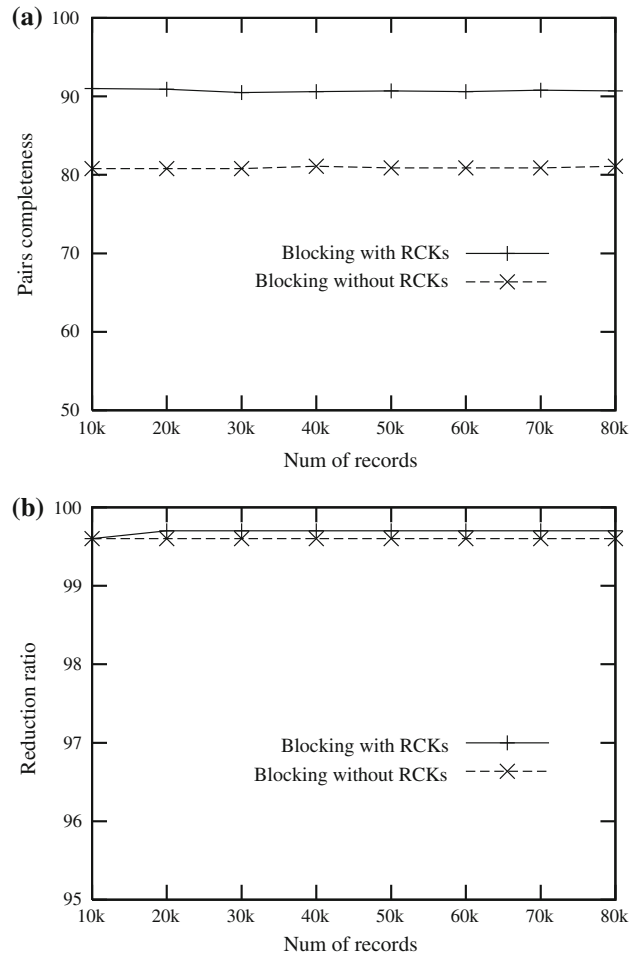 (a)
100
90
80
70
60
50
Pairs completeness
Blocking with RCKs
Blocking without RCKs
10k 20k 30k 40k 50k 60k 70k 80k
Num of records
(b)
100
99
98
97
96
95
Reduction ratio
Blocking with RCKs
Blocking without RCKs
10k 20k 30k 40k 50k 60k 70k 80k
Num of records